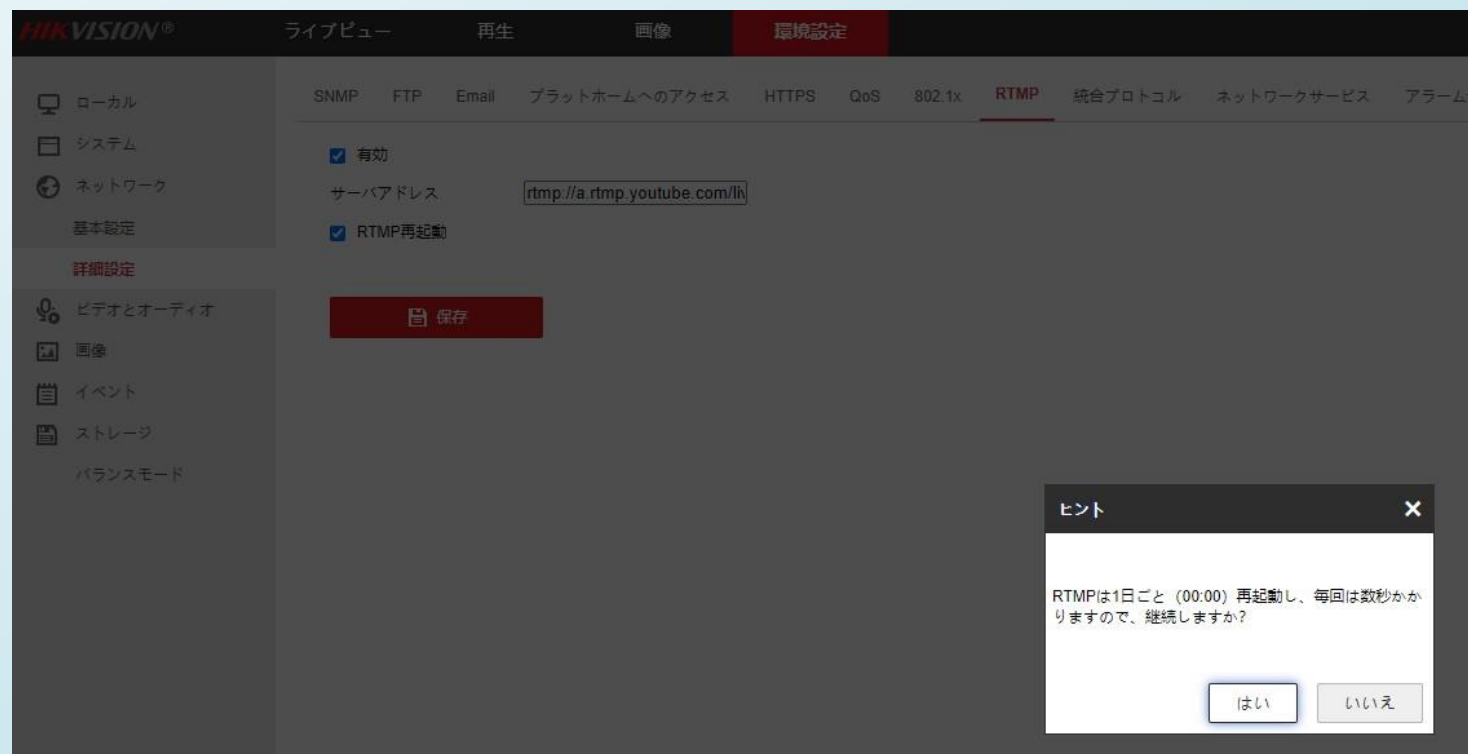 HIKVISION®
ライブビュー 再生 画像 環境設定
SNMP FTP Email プラットホームへのアクセス HTTPS QoS 802.1x RTMP 統合プロトコル ネットワークサービス アラーム
ローカル
システム
ネットワーク
基本設定
詳細設定
ビデオとオーディオ
画像
イベント
ストレージ
バランスモード
有効
サーバアドレス rtmp://a.rtmp.youtube.com/liv
RTMP再起動
保存
ヒント
RTMPは1日ごと (00:00) 再起動し、毎回は数秒かか
りますので、継続しますか?
はい いいえ